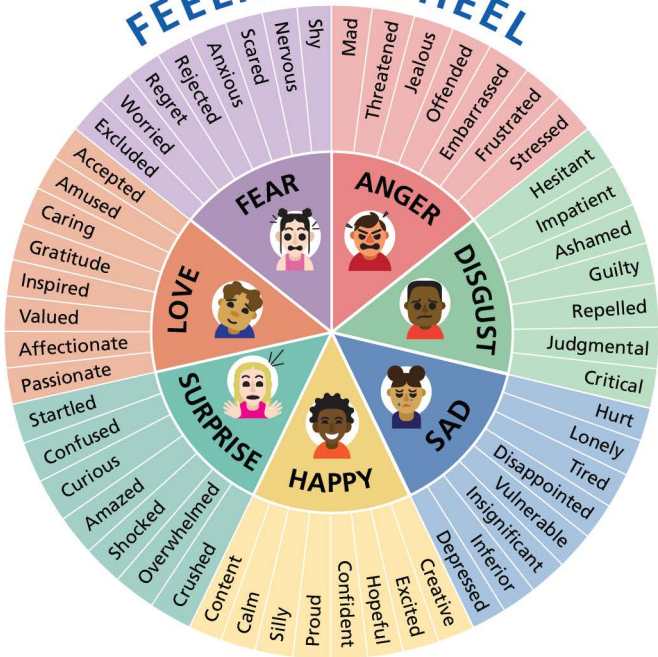 FEEL HEEL
FEAR
Excluded
Worried
Regret
Rejected
Anxious
Scared
Nervous
Shy
ANGER
Mad
Threatened
Jealous
Offended
Embarrassed
Frustrated
Stressed
DISGUST
Hesitant
Impatient
Ashamed
Guilty
Repelled
Judgmental
Critical
SAD
Hurt
Lonely
Tired
Disappointed
Vulnerable
Insignificant
Inferior
Depressed
HAPPY
Creative
Excited
Hopeful
Confident
Proud
Silly
Calm
Content
SURPRISE
Crushed
Overwhelmed
Shocked
Amazed
Curious
Confused
Startled
LOVE
Passionate
Affectionate
Valued
Inspired
Gratitude
Caring
Amused
Accepted